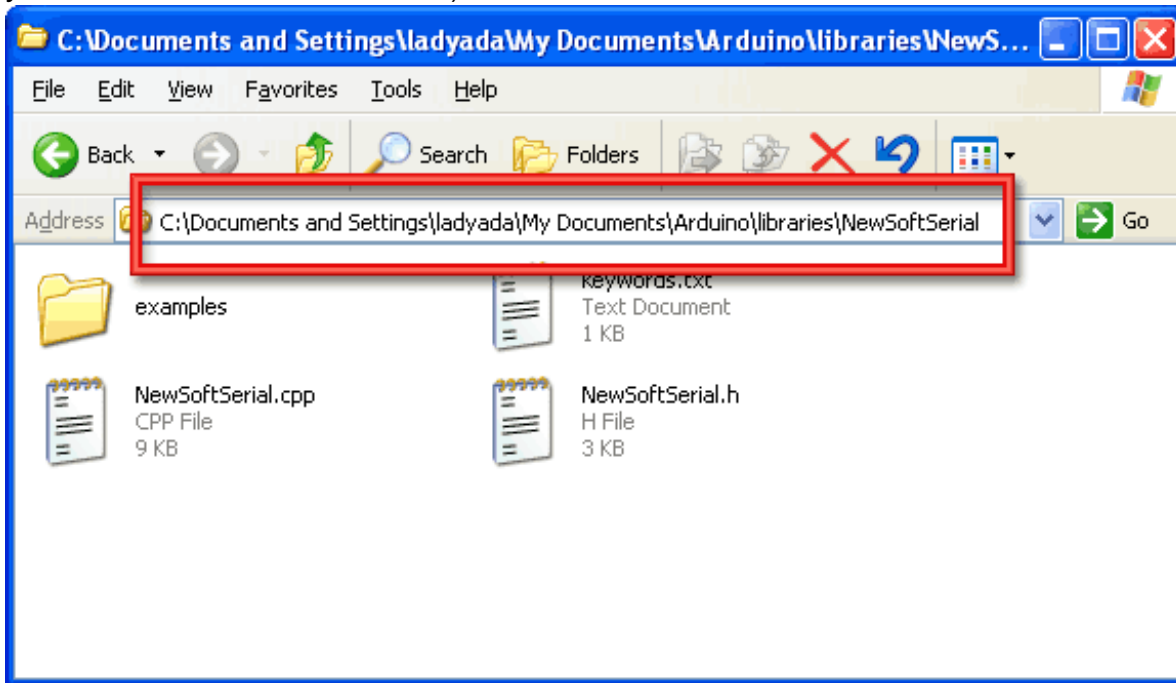 C:\Documents and Settings\ladyada\My Documents\Arduino\libraries\NewS...
File Edit View Favorites Tools Help
Back Search Folders
Address C:\Documents and Settings\ladyada\My Documents\Arduino\libraries\NewSoftSerial Go
examples
keywords.txt
Text Document
1 KB
NewSoftSerial.cpp
CPP File
9 KB
NewSoftSerial.h
H File
3 KB